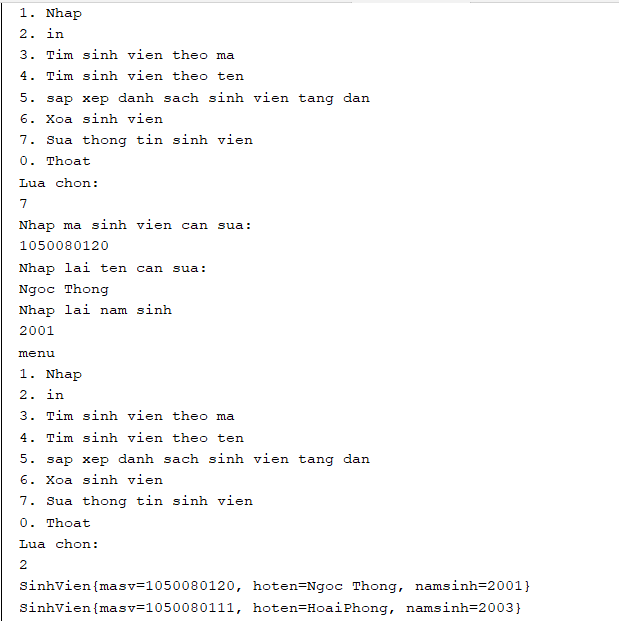 1. Nhap
2. in
3. Tim sinh vien theo ma
4. Tim sinh vien theo ten
5. sap xep danh sach sinh vien tang dan
6. Xoa sinh vien
7. Sua thong tin sinh vien
0. Thoat
Lua chon:
7
Nhap ma sinh vien can sua:
1050080120
Nhap lai ten can sua:
Ngoc Thong
Nhap lai nam sinh
2001
menu
1. Nhap
2. in
3. Tim sinh vien theo ma
4. Tim sinh vien theo ten
5. sap xep danh sach sinh vien tang dan
6. Xoa sinh vien
7. Sua thong tin sinh vien
0. Thoat
Lua chon:
2
SinhVien{masv=1050080120, hoten=Ngoc Thong, namsinh=2001}
SinhVien{masv=1050080111, hoten=HoaiPhong, namsinh=2003}